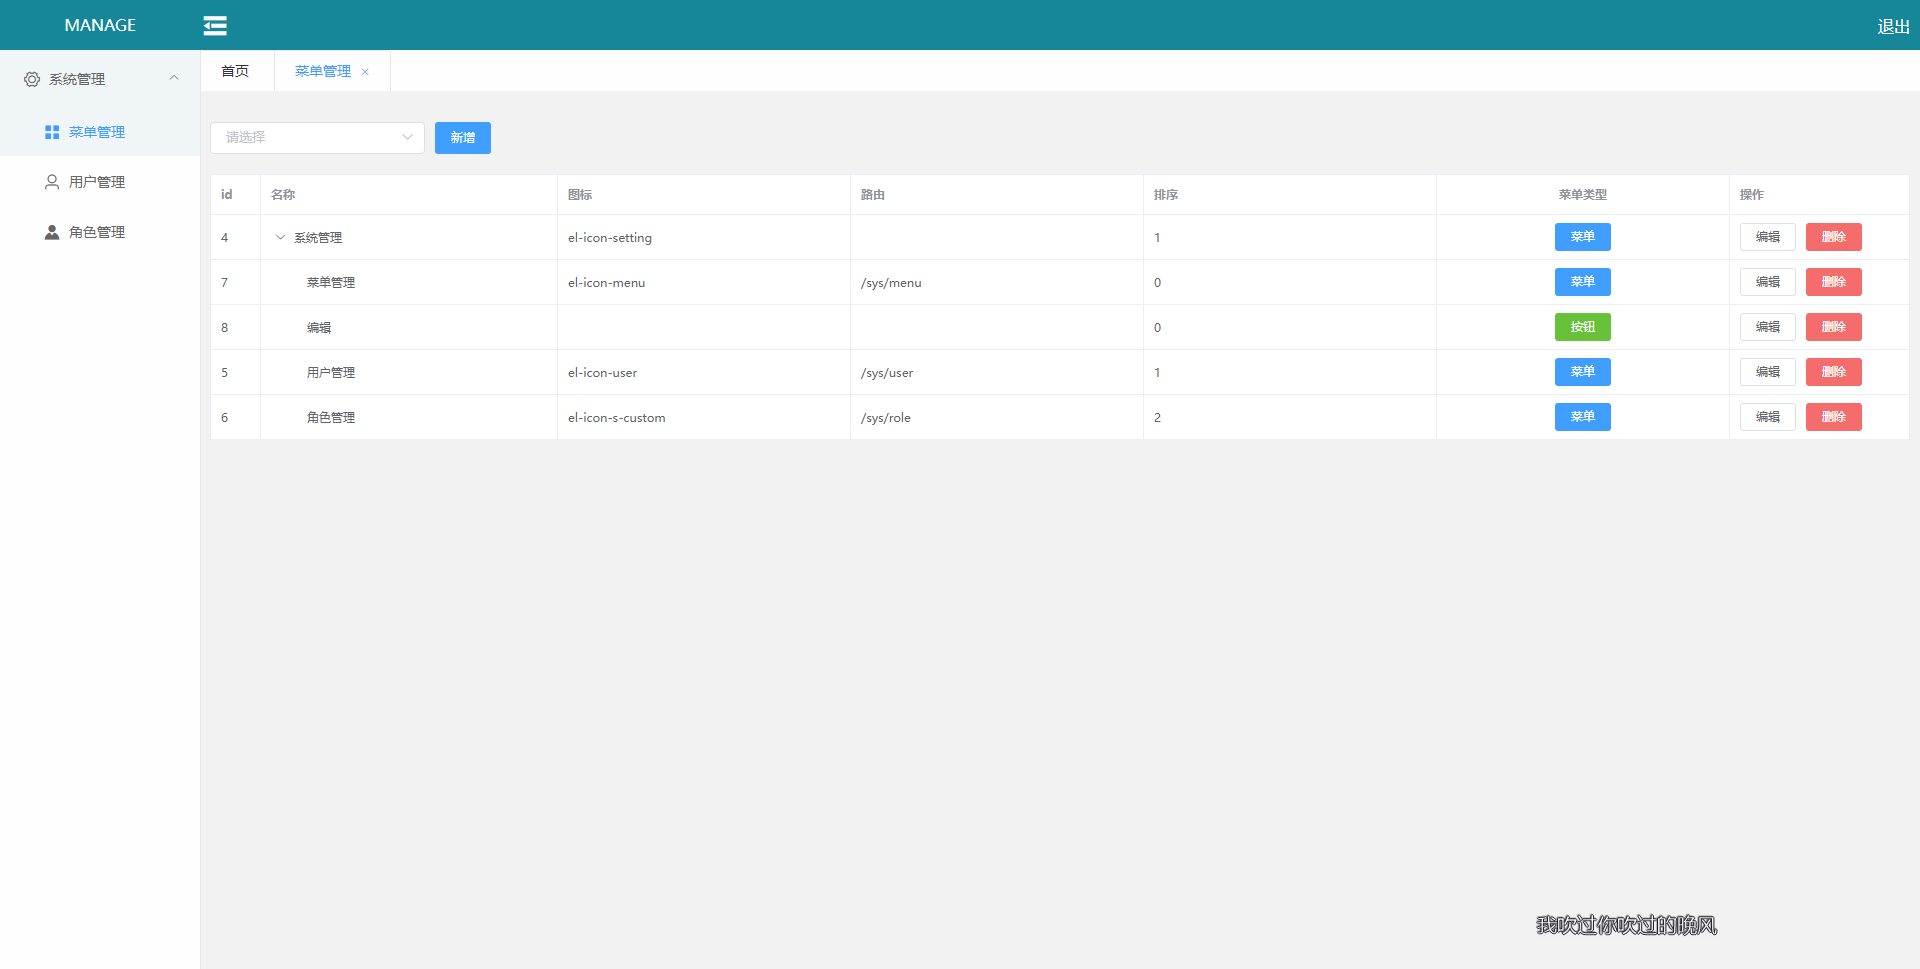 MANAGE 退出
系统管理
菜单管理
用户管理
角色管理
首页 菜单管理
请选择 新增
id 名称 图标 路由 排序 菜单类型 操作
4 系统管理 el-icon-setting 1 菜单 编辑 删除
7 菜单管理 el-icon-menu /sys/menu 0 菜单 编辑 删除
8 编辑 0 按钮 编辑 删除
5 用户管理 el-icon-user /sys/user 1 菜单 编辑 删除
6 角色管理 el-icon-s-custom /sys/role 2 菜单 编辑 删除
我吹过你吹过的晚风,